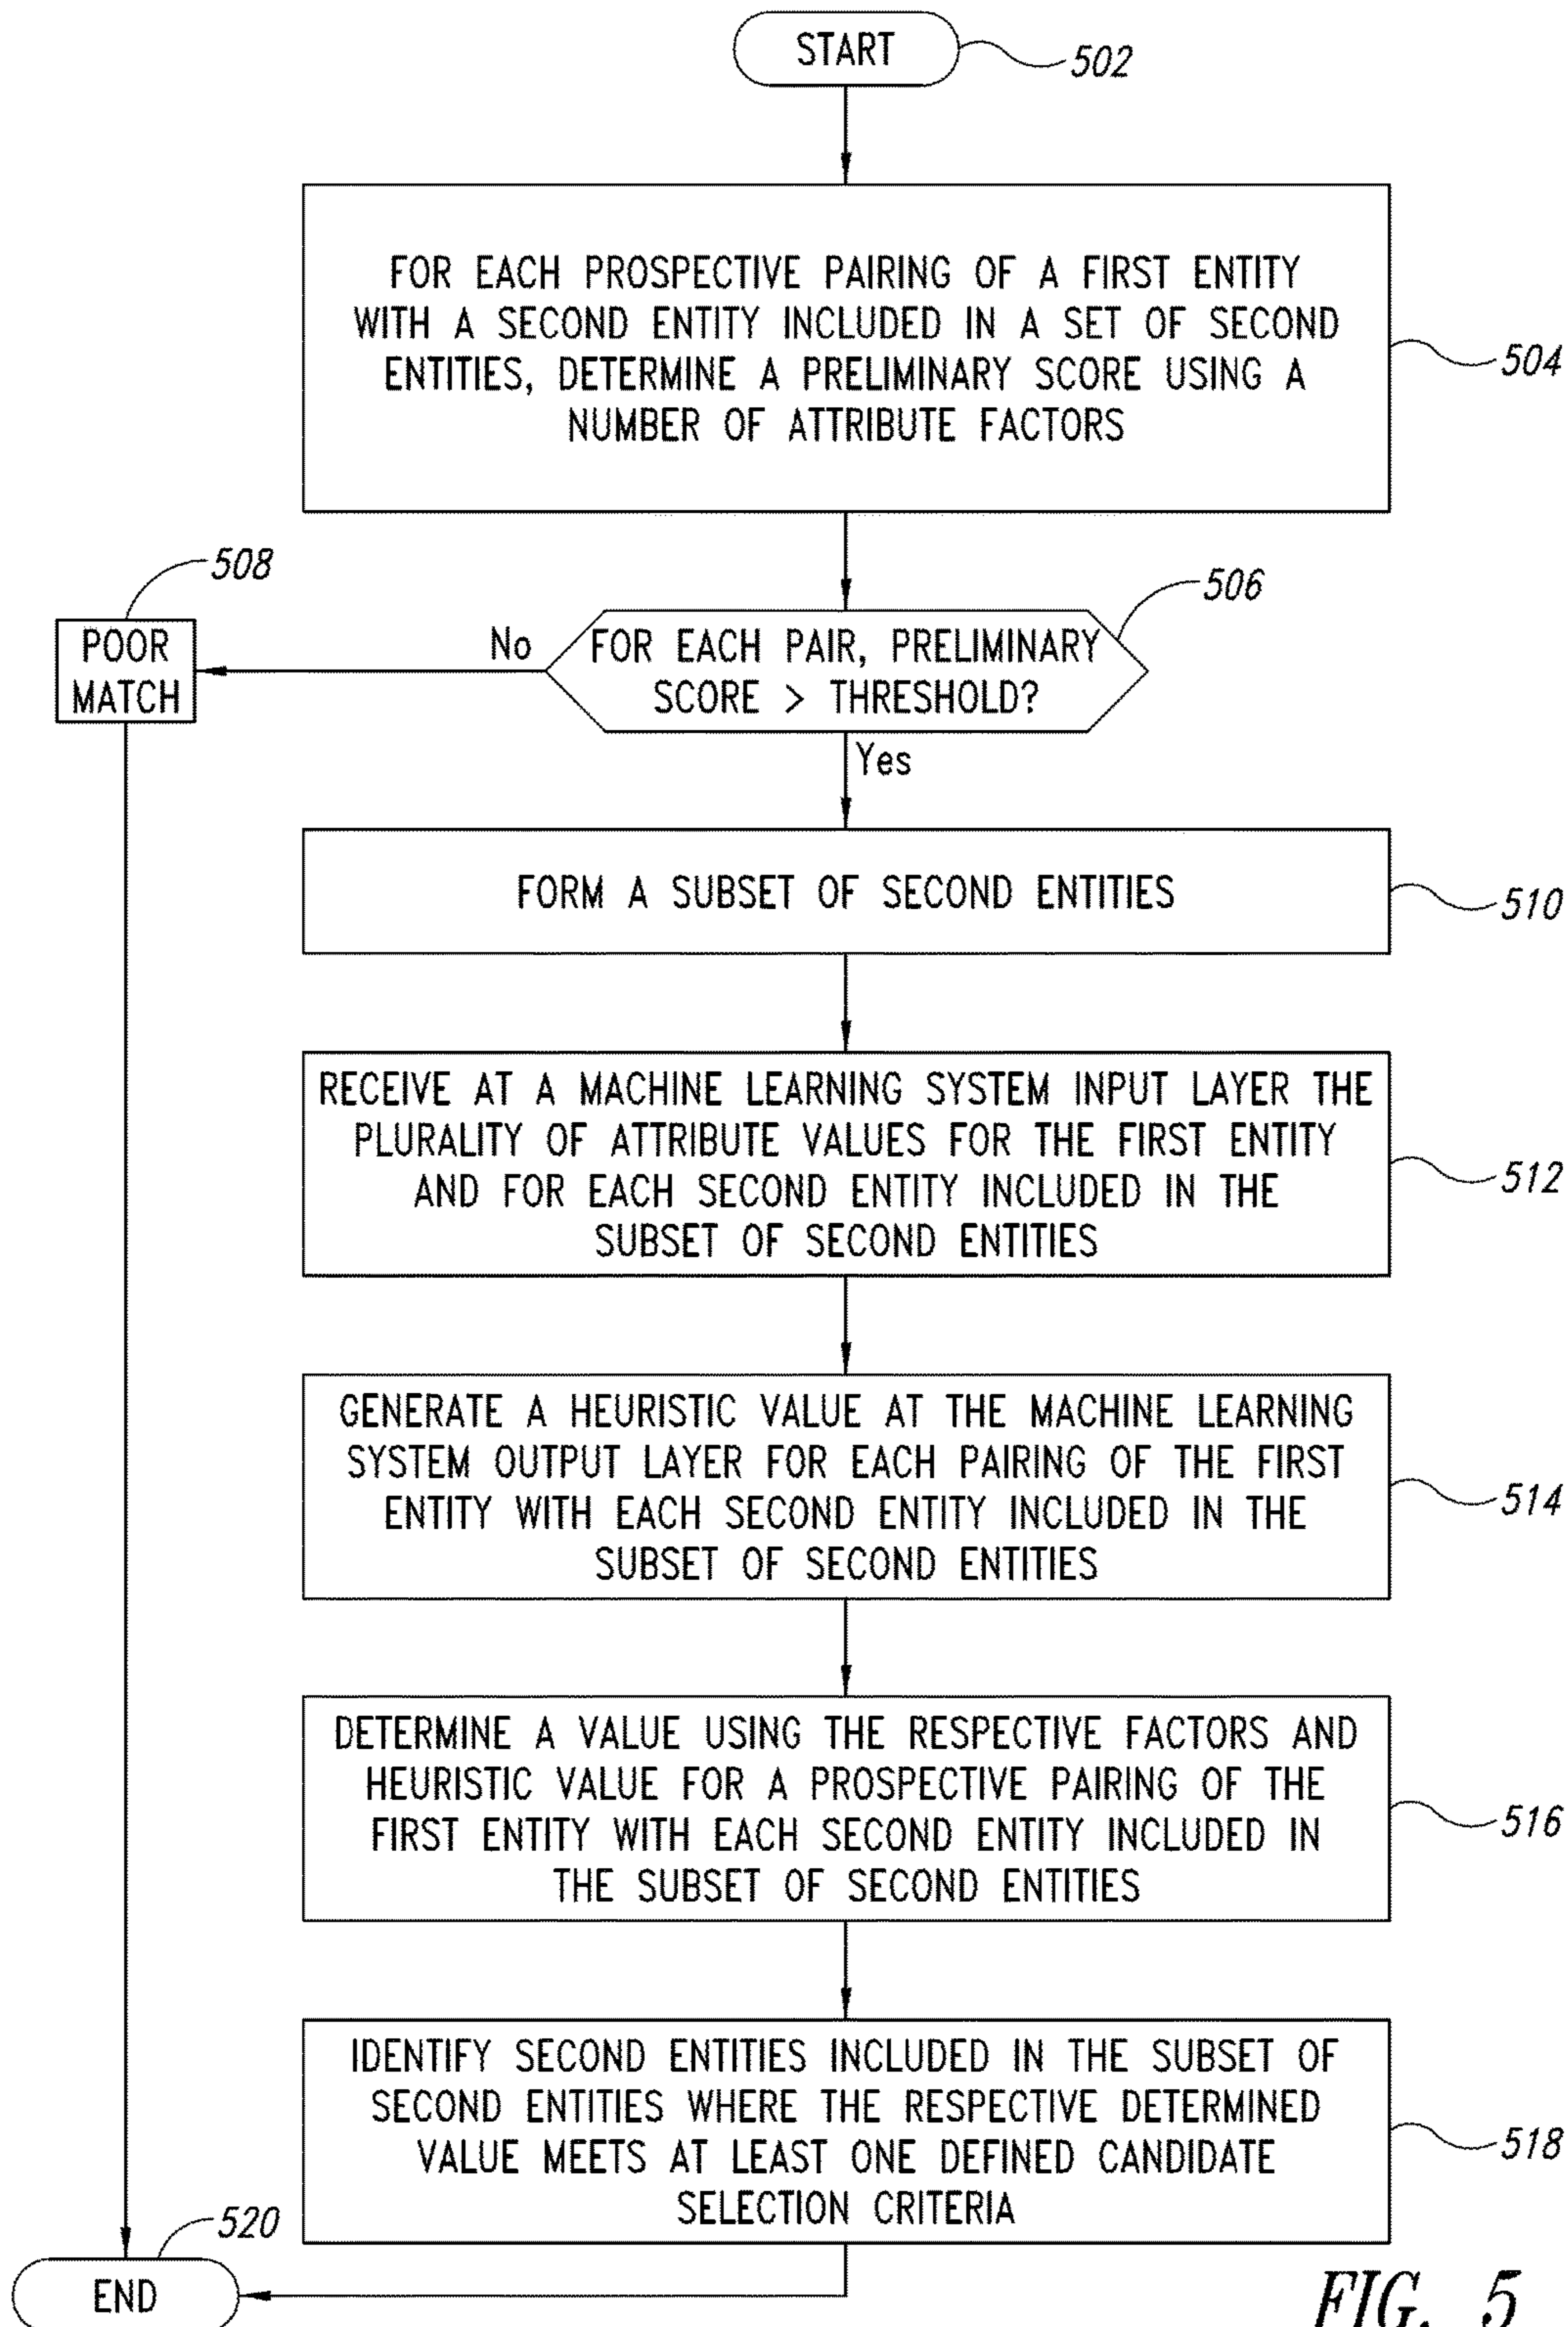 START
502
FOR EACH PROSPECTIVE PAIRING OF A FIRST ENTITY
WITH A SECOND ENTITY INCLUDED IN A SET OF SECOND
ENTITIES, DETERMINE A PRELIMINARY SCORE USING A
NUMBER OF ATTRIBUTE FACTORS
504
508
POOR
MATCH
No
506
FOR EACH PAIR, PRELIMINARY
SCORE > THRESHOLD?
Yes
FORM A SUBSET OF SECOND ENTITIES
510
RECEIVE AT A MACHINE LEARNING SYSTEM INPUT LAYER THE
PLURALITY OF ATTRIBUTE VALUES FOR THE FIRST ENTITY
AND FOR EACH SECOND ENTITY INCLUDED IN THE
SUBSET OF SECOND ENTITIES
512
GENERATE A HEURISTIC VALUE AT THE MACHINE LEARNING
SYSTEM OUTPUT LAYER FOR EACH PAIRING OF THE FIRST
ENTITY WITH EACH SECOND ENTITY INCLUDED IN THE
SUBSET OF SECOND ENTITIES
514
DETERMINE A VALUE USING THE RESPECTIVE FACTORS AND
HEURISTIC VALUE FOR A PROSPECTIVE PAIRING OF THE
FIRST ENTITY WITH EACH SECOND ENTITY INCLUDED IN
THE SUBSET OF SECOND ENTITIES
516
IDENTIFY SECOND ENTITIES INCLUDED IN THE SUBSET OF
SECOND ENTITIES WHERE THE RESPECTIVE DETERMINED
VALUE MEETS AT LEAST ONE DEFINED CANDIDATE
SELECTION CRITERIA
518
520
END
FIG. 5